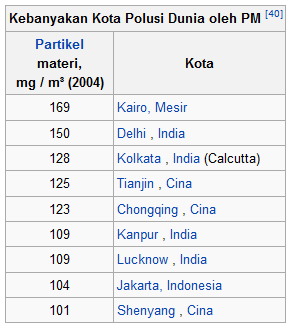 Kebanyakan Kota Polusi Dunia oleh PM [40]
Partikel
materi,
mg / m³ (2004)
Kota
169 Kairo, Mesir
150 Delhi , India
128 Kolkata , India (Calcutta)
125 Tianjin , Cina
123 Chongqing , Cina
109 Kanpur , India
109 Lucknow , India
104 Jakarta, Indonesia
101 Shenyang , Cina